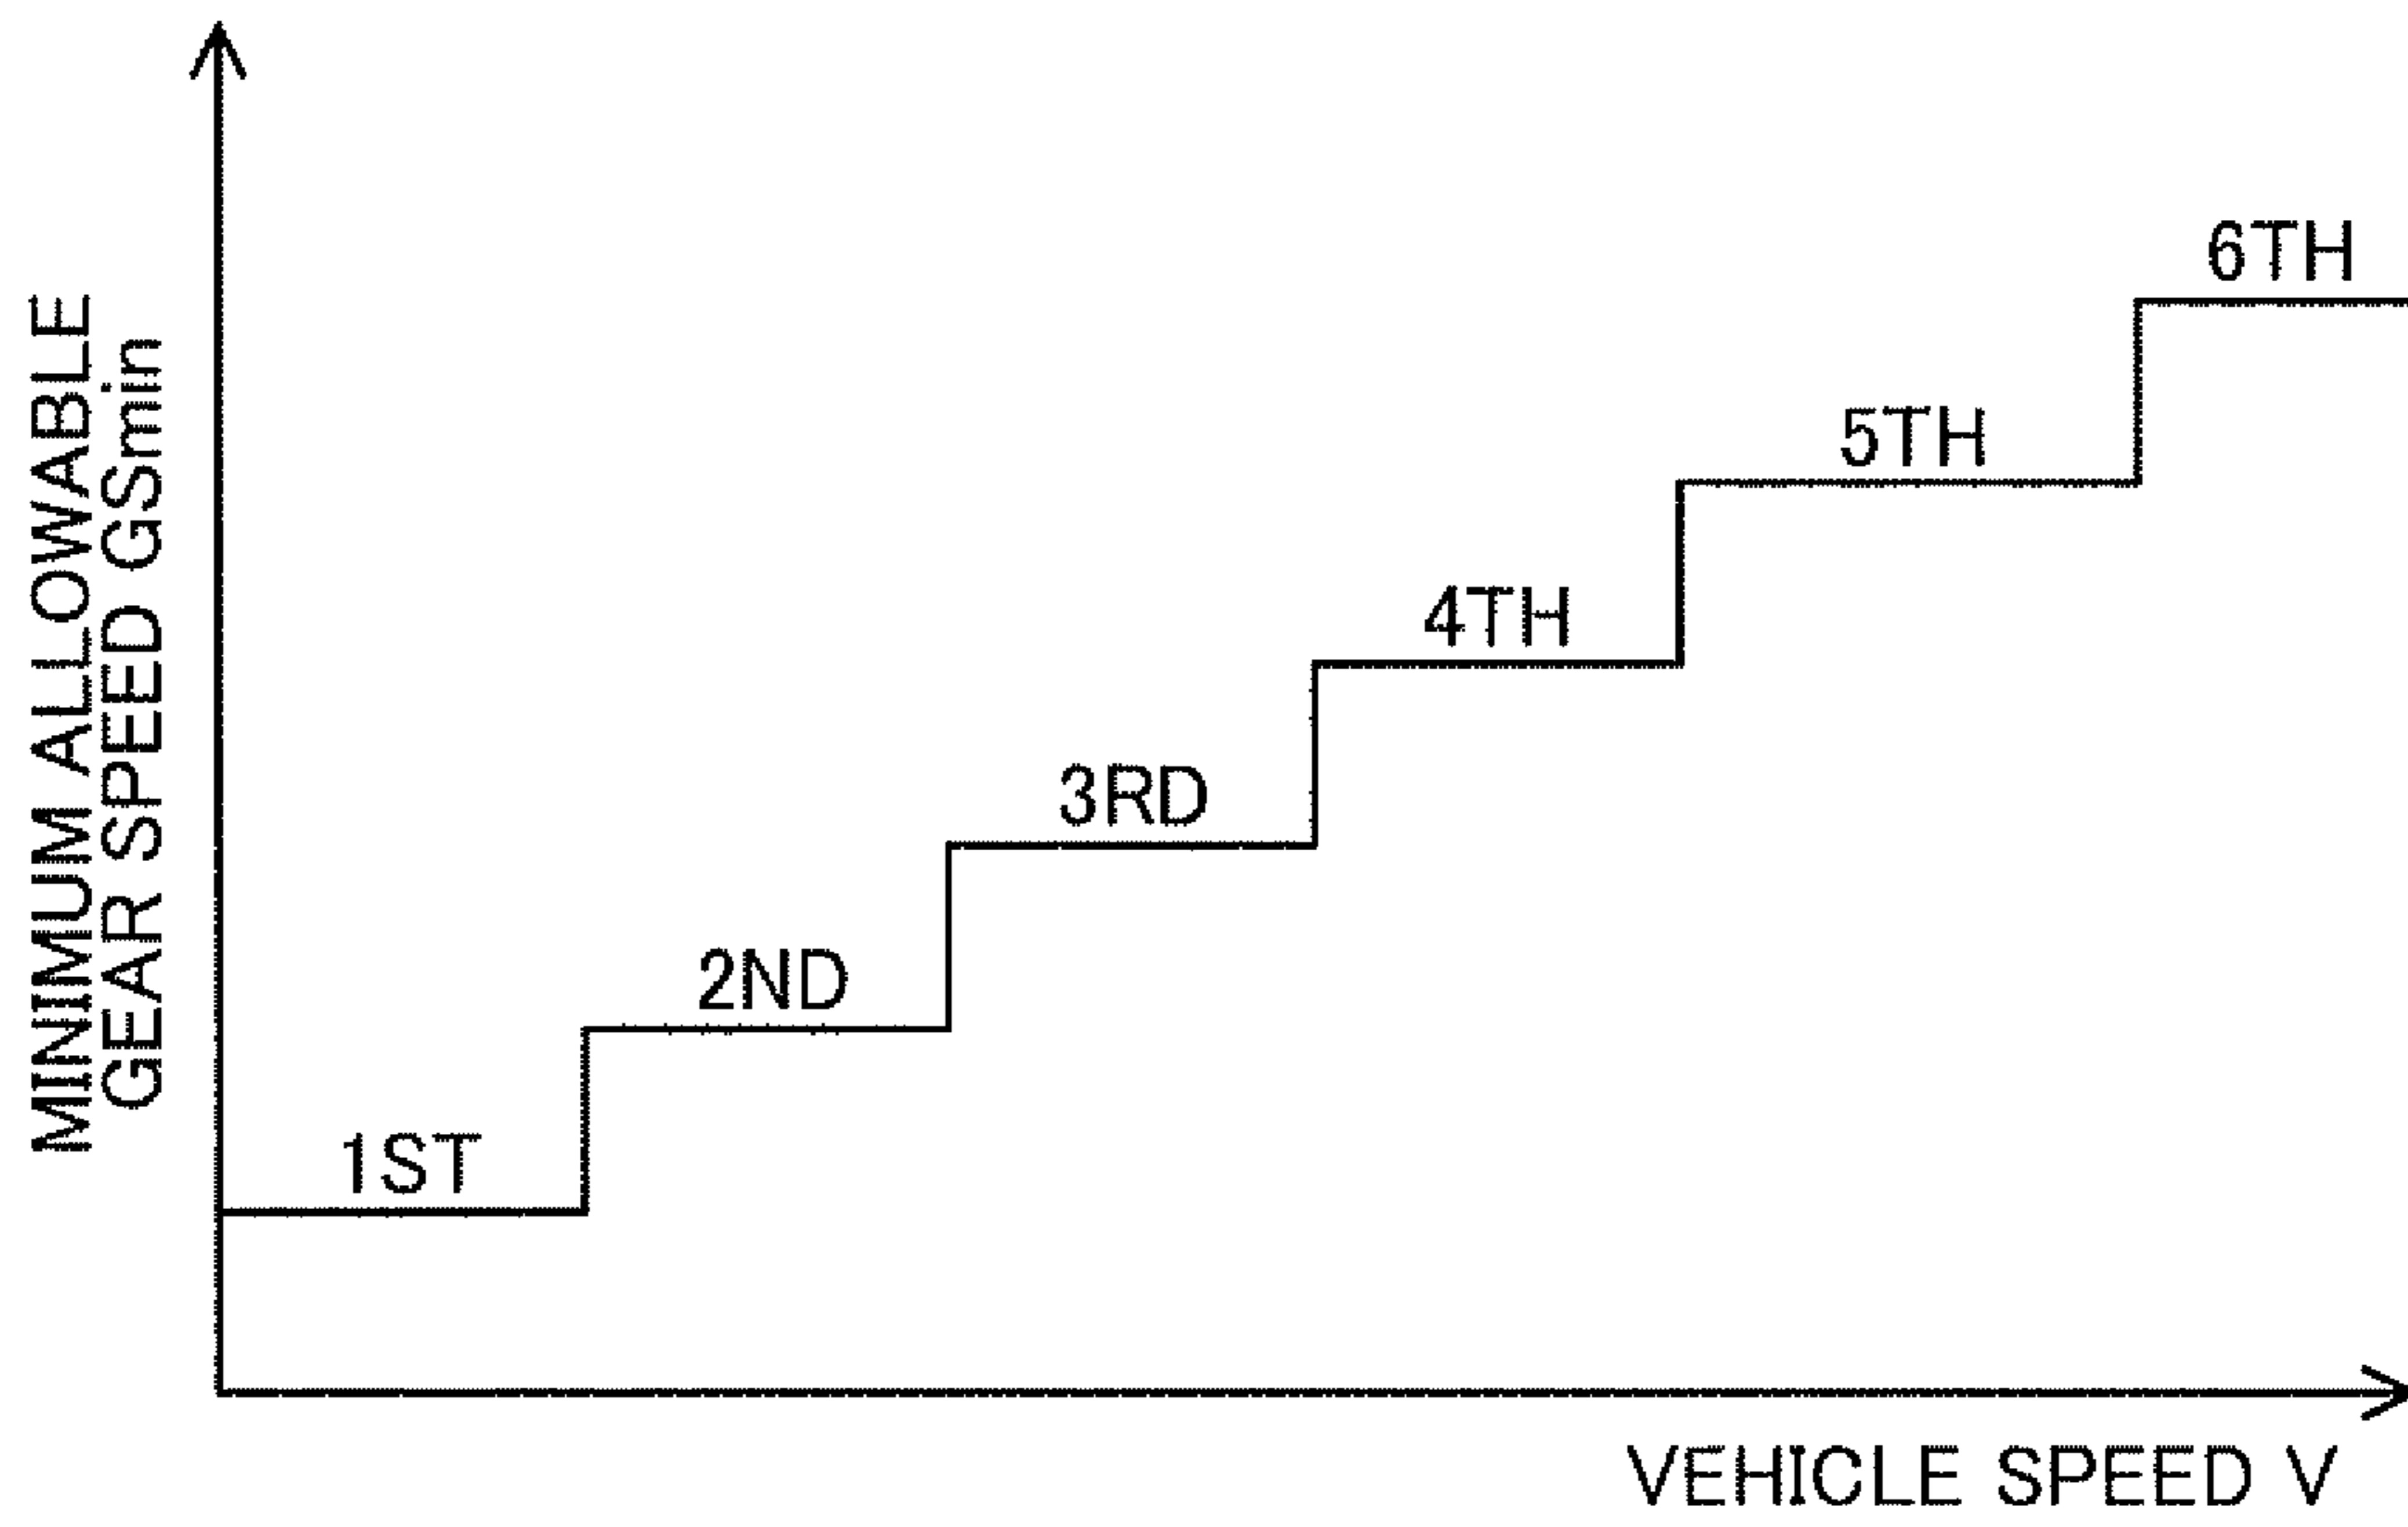 MINIMUM ALLOWABLE
GEAR SPEED GSmin
6TH
5TH
4TH
3RD
2ND
1ST
VEHICLE SPEED V